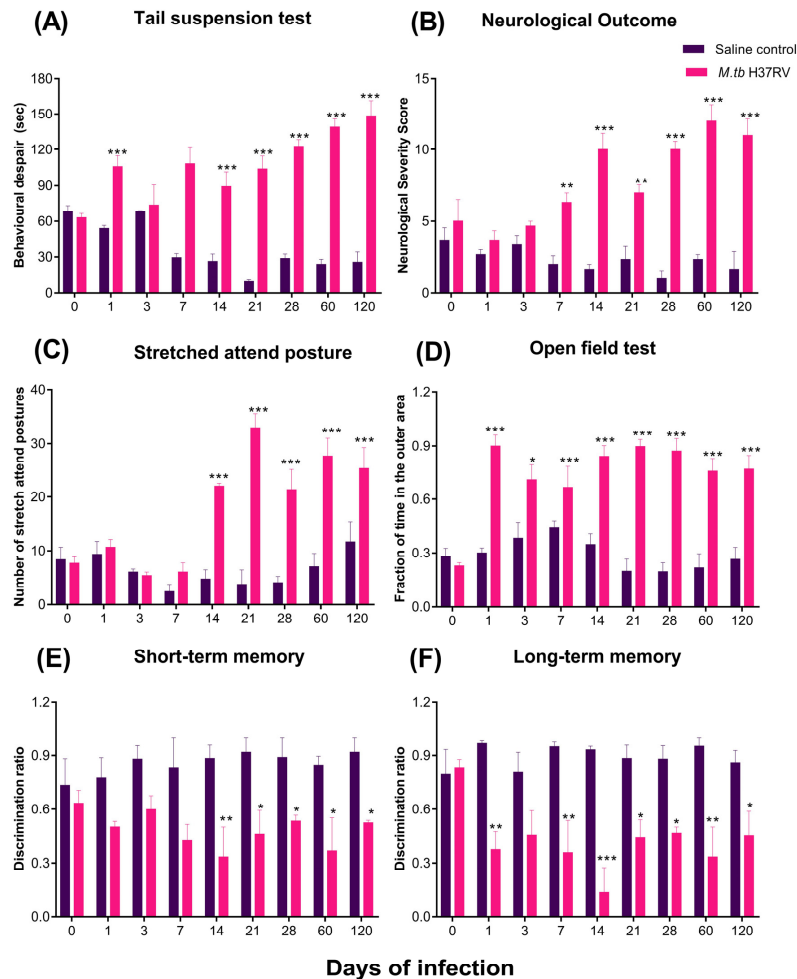 (A) Tail suspension test
Behavioural despair (sec)
180
150
120
90
60
30
0
*** *** *** *** *** ***
0 1 3 7 14 21 28 60 120
(B) Neurological Outcome
Saline control
M.tb H37RV
Neurological Severity Score
15
10
5
0
** *** ** *** *** ***
0 1 3 7 14 21 28 60 120
(C) Stretched attend posture
Number of stretch attend postures
40
30
20
10
0
*** *** *** *** ***
0 1 3 7 14 21 28 60 120
(D) Open field test
Fraction of time in the outer area
1.2
0.9
0.6
0.3
0.0
*** * *** *** *** *** *** ***
0 1 3 7 14 21 28 60 120
(E) Short-term memory
Discrimination ratio
1.2
0.9
0.6
0.3
0.0
** * * * *
0 1 3 7 14 21 28 60 120
(F) Long-term memory
Discrimination ratio
1.2
0.9
0.6
0.3
0.0
** ** *** * * ** *
0 1 3 7 14 21 28 60 120
Days of infection